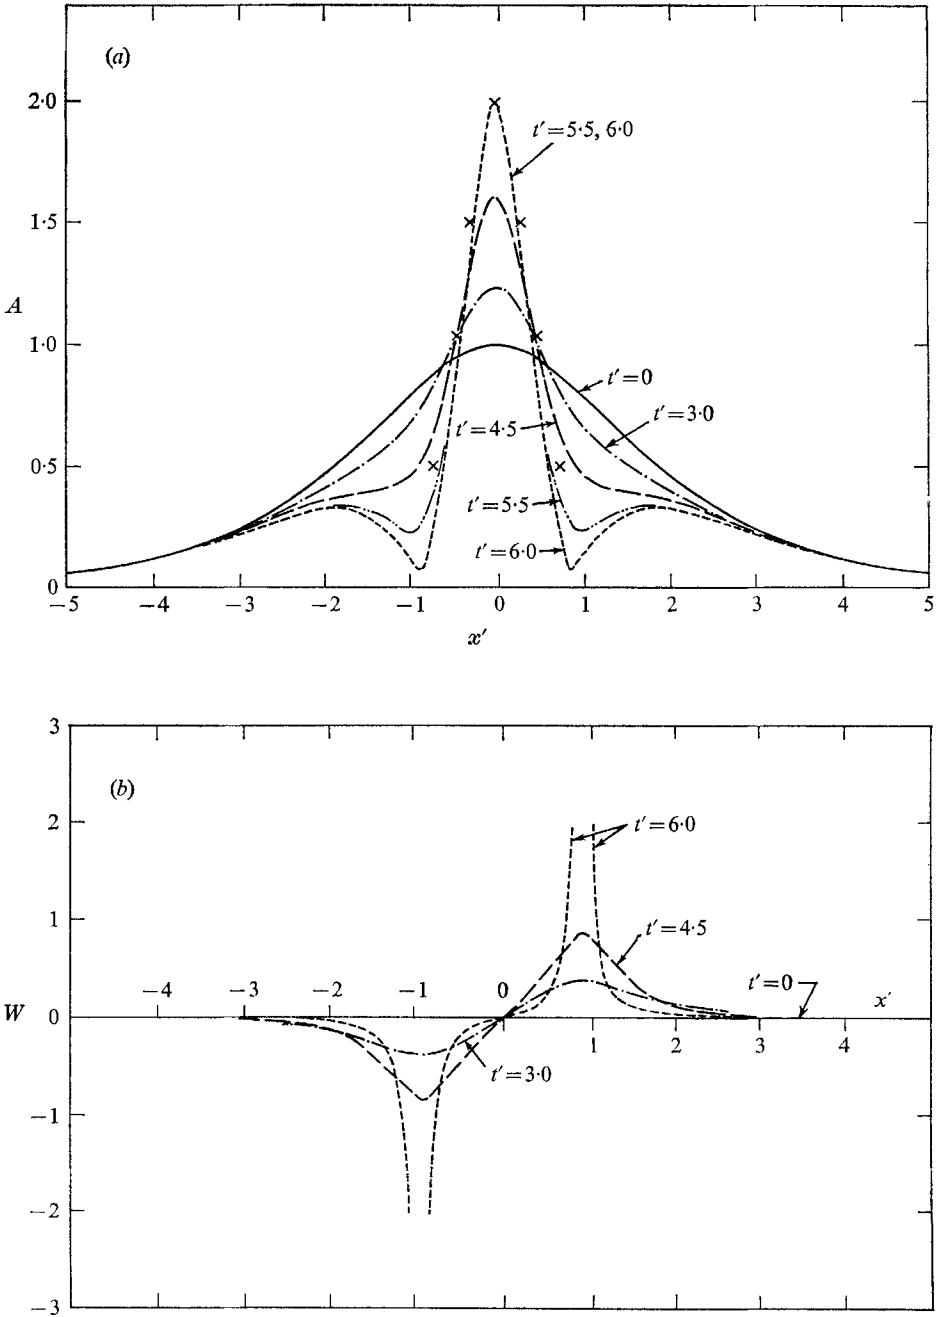 (a)
2·0
t′=5·5, 6·0
1·5
A
1·0
t′=0
t′=3·0
t′=4·5
0·5
t′=5·5
t′=6·0
0
−5 −4 −3 −2 −1 0 1 2 3 4 5
x′
3
(b)
2
t′=6·0
1
t′=4·5
−4 −3 −2 −1 0
t′=0
x′
W
0
1 2 3 4
t′=3·0
−1
−2
−3